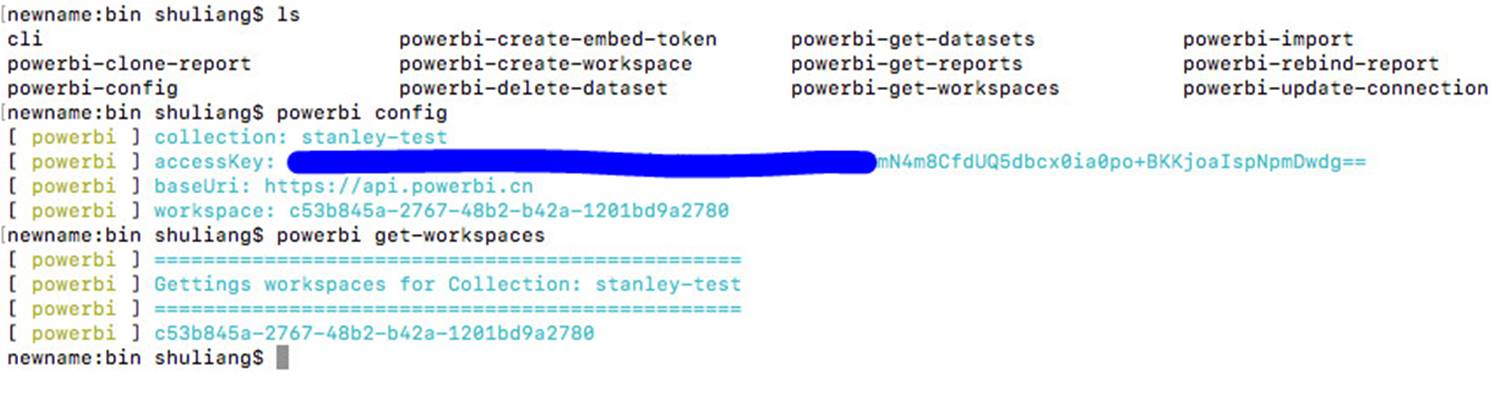 [newname:bin shuliang$ ls
cli powerbi-create-embed-token powerbi-get-datasets powerbi-import
powerbi-clone-report powerbi-create-workspace powerbi-get-reports powerbi-rebind-report
powerbi-config powerbi-delete-dataset powerbi-get-workspaces powerbi-update-connection
[newname:bin shuliang$ powerbi config
[ powerbi ] collection: stanley-test
[ powerbi ] accessKey: mN4m8CfdUQ5dbcx0ia0po+BKKjoaIspNpmDwdg==
[ powerbi ] baseUri: https://api.powerbi.cn
[ powerbi ] workspace: c53b845a-2767-48b2-b42a-1201bd9a2780
[newname:bin shuliang$ powerbi get-workspaces
[ powerbi ] ================================================
[ powerbi ] Gettings workspaces for Collection: stanley-test
[ powerbi ] ================================================
[ powerbi ] c53b845a-2767-48b2-b42a-1201bd9a2780
newname:bin shuliang$